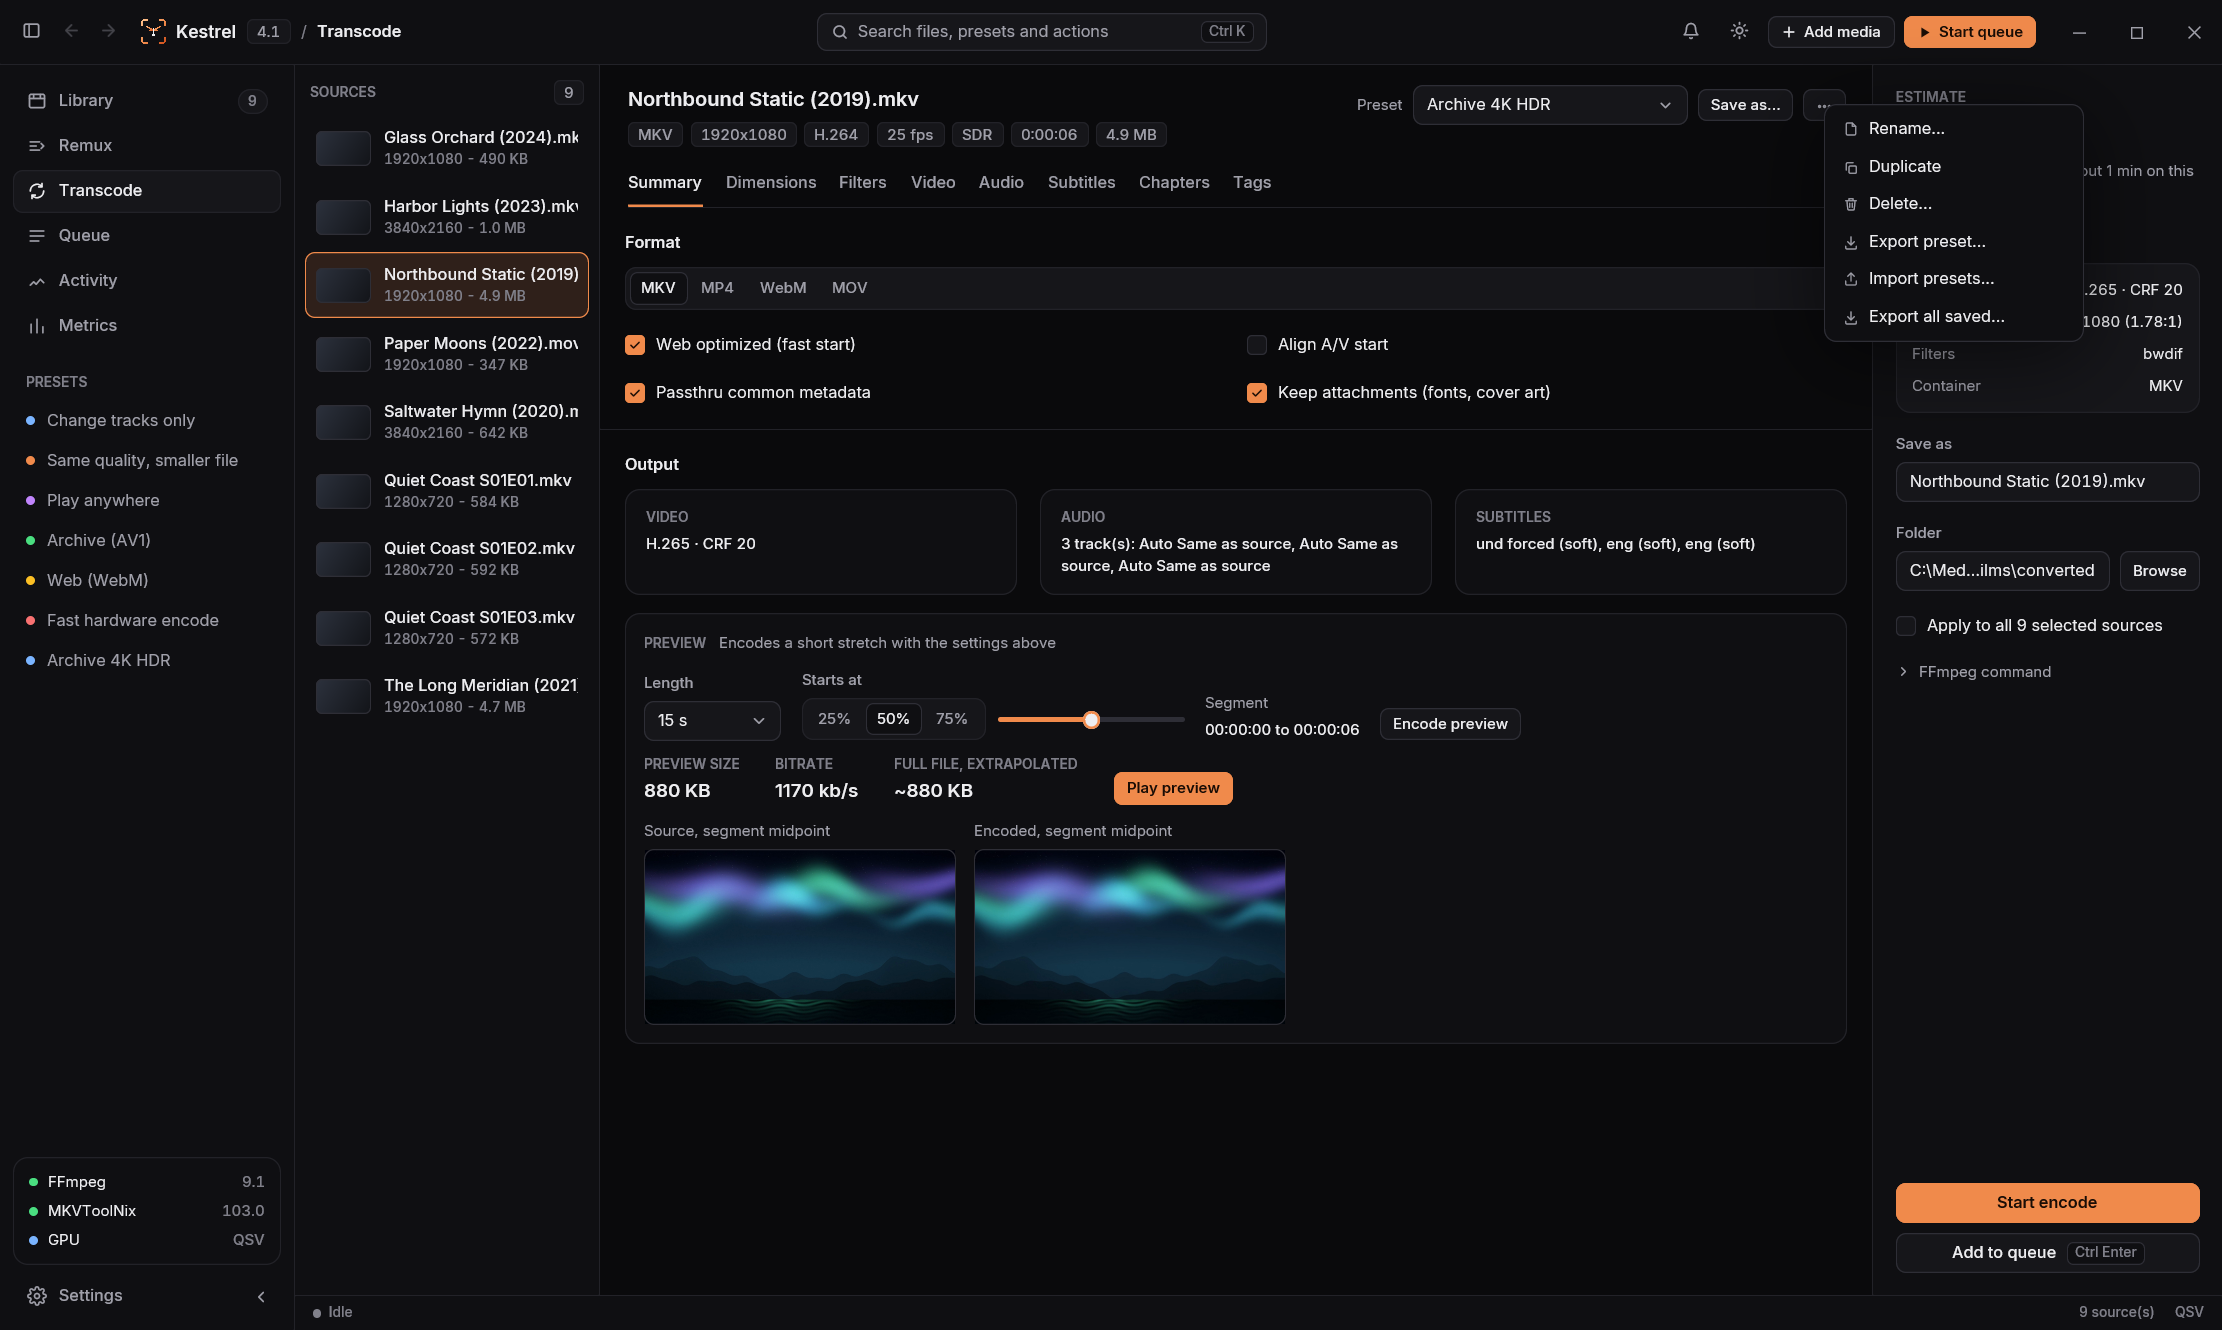 Kestrel 4.1 / Transcode
Search files, presets and actions Ctrl K
Add media
Start queue
Library 9
Remux
Transcode
Queue
Activity
Metrics
PRESETS
Change tracks only
Same quality, smaller file
Play anywhere
Archive (AV1)
Web (WebM)
Fast hardware encode
Archive 4K HDR
FFmpeg 9.1
MKVToolNix 103.0
GPU QSV
Settings
SOURCES 9
Glass Orchard (2024).mk
1920x1080 - 490 KB
Harbor Lights (2023).mkv
3840x2160 - 1.0 MB
Northbound Static (2019)
1920x1080 - 4.9 MB
Paper Moons (2022).mov
1920x1080 - 347 KB
Saltwater Hymn (2020).m
3840x2160 - 642 KB
Quiet Coast S01E01.mkv
1280x720 - 584 KB
Quiet Coast S01E02.mkv
1280x720 - 592 KB
Quiet Coast S01E03.mkv
1280x720 - 572 KB
The Long Meridian (2021)
1920x1080 - 4.7 MB
Northbound Static (2019).mkv
MKV 1920x1080 H.264 25 fps SDR 0:00:06 4.9 MB
Preset Archive 4K HDR Save as... ...
Summary Dimensions Filters Video Audio Subtitles Chapters Tags
Format
MKV MP4 WebM MOV
Web optimized (fast start)
Align A/V start
Passthru common metadata
Keep attachments (fonts, cover art)
Output
VIDEO
H.265 · CRF 20
AUDIO
3 track(s): Auto Same as source, Auto Same as
source, Auto Same as source
SUBTITLES
und forced (soft), eng (soft), eng (soft)
PREVIEW Encodes a short stretch with the settings above
Length
15 s
Starts at
25% 50% 75%
Segment
00:00:00 to 00:00:06
Encode preview
PREVIEW SIZE
880 KB
BITRATE
1170 kb/s
FULL FILE, EXTRAPOLATED
~880 KB
Play preview
Source, segment midpoint
Encoded, segment midpoint
Rename...
Duplicate
Delete...
Export preset...
Import presets...
Export all saved...
ESTIMATE
out 1 min on this
.265 · CRF 20
1080 (1.78:1)
Filters bwdif
Container MKV
Save as
Northbound Static (2019).mkv
Folder
C:\Med...ilms\converted
Browse
Apply to all 9 selected sources
FFmpeg command
Start encode
Add to queue Ctrl Enter
Idle
9 source(s) QSV